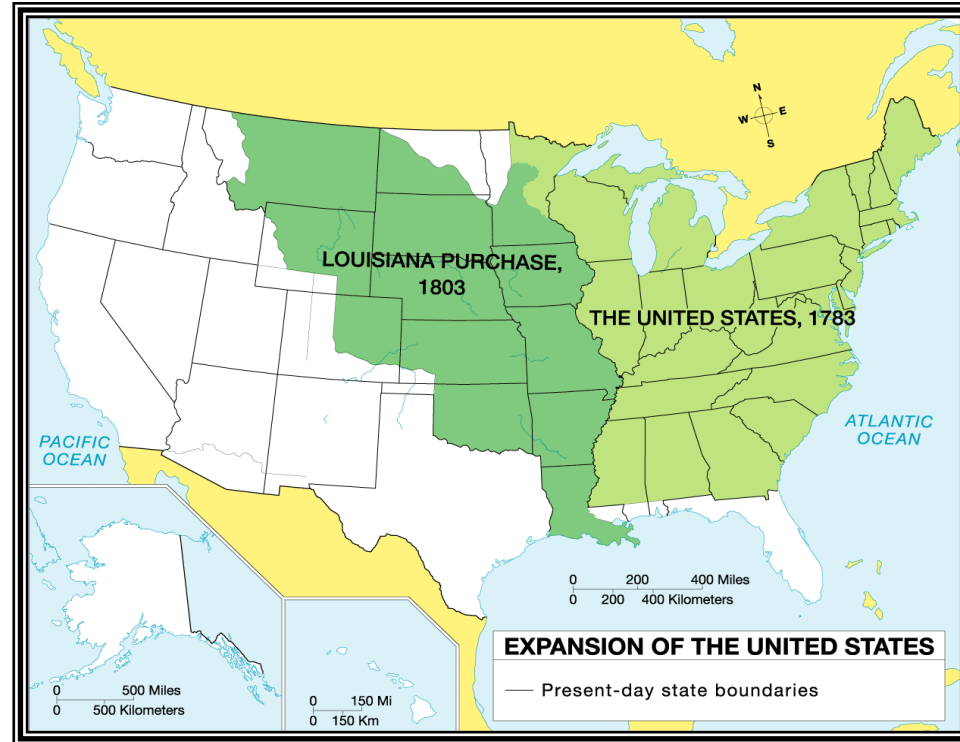 N
W E
S
LOUISIANA PURCHASE,
1803
THE UNITED STATES, 1783
PACIFIC
OCEAN
ATLANTIC
OCEAN
0 200 400 Miles
0 200 400 Kilometers
0 500 Miles
0 500 Kilometers
0 150 Mi
0 150 Km
EXPANSION OF THE UNITED STATES
Present-day state boundaries